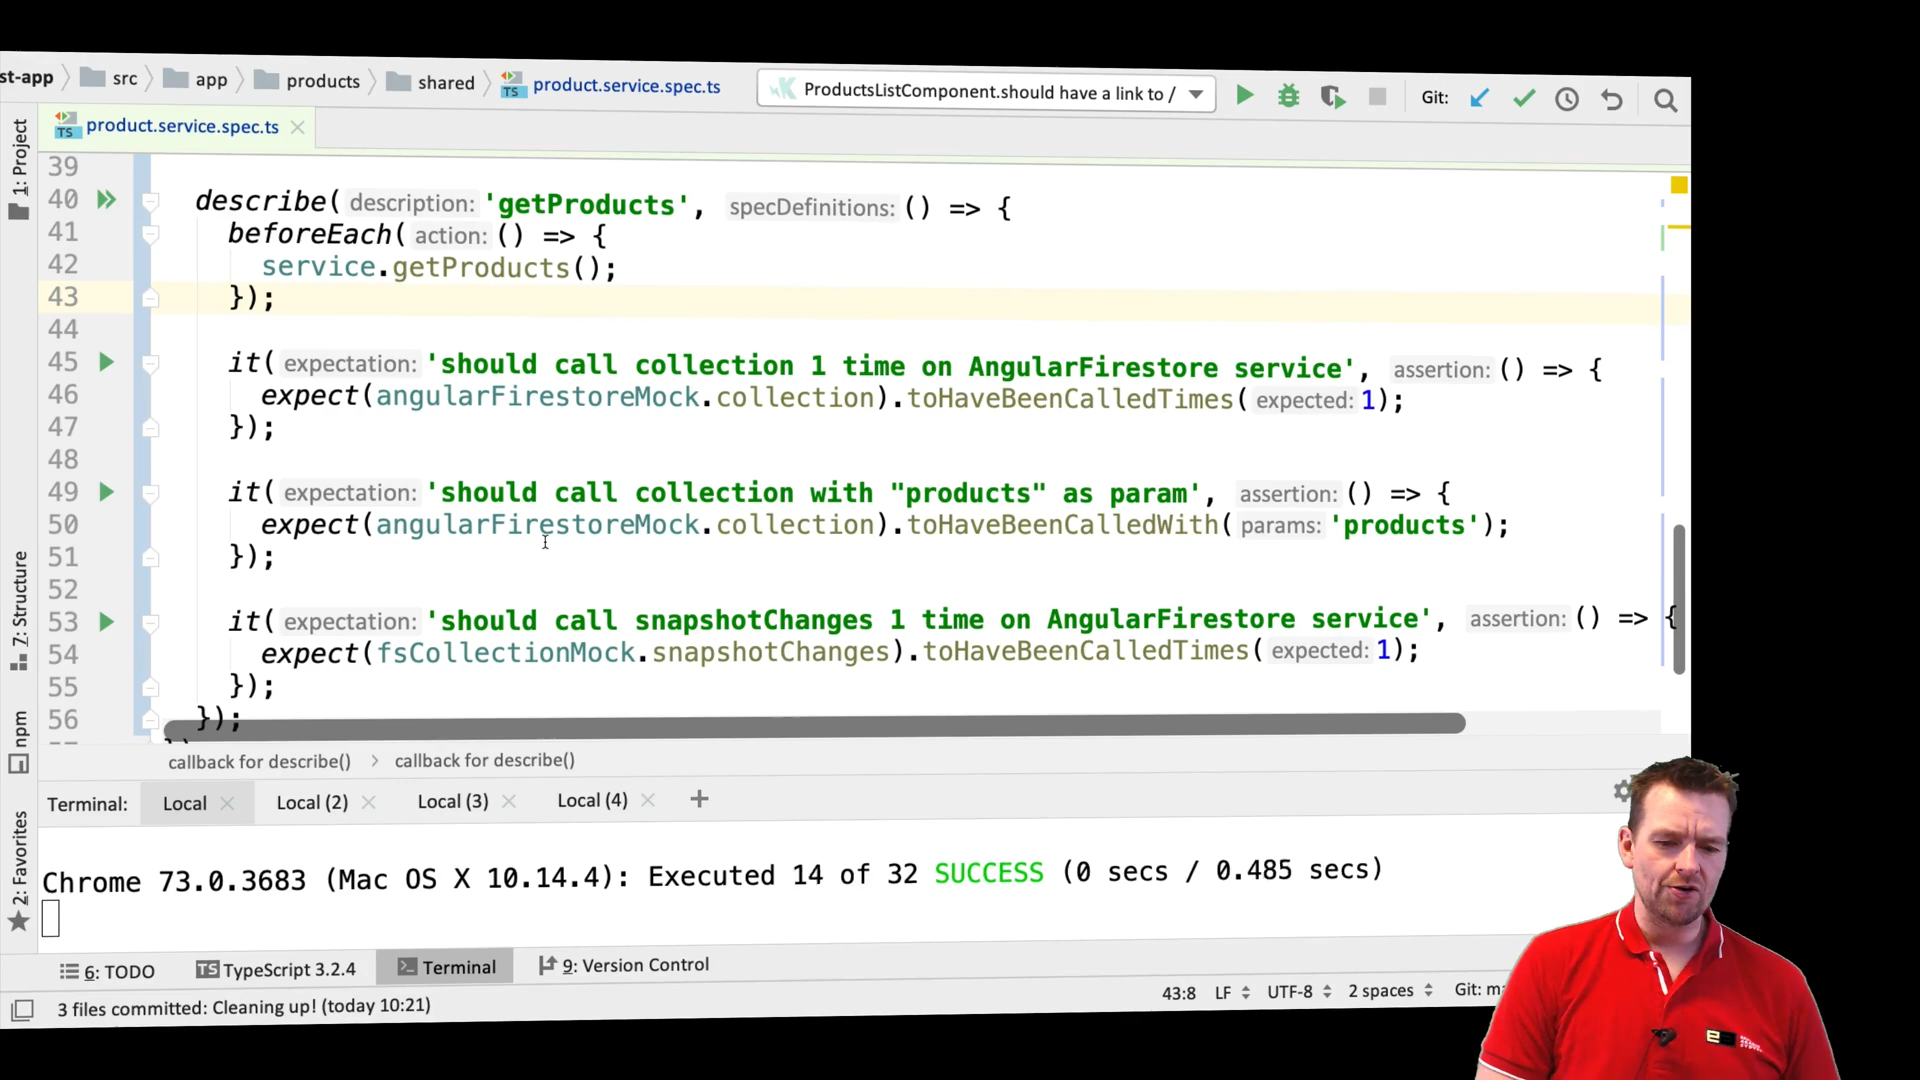 st-app src app products shared product.service.spec.ts ProductsListComponent.should have a link to / Git:
product.service.spec.ts
1: Project
7: Structure
npm
2: Favorites
39
40 describe( description: 'getProducts', specDefinitions: () => {
41 beforeEach( action: () => {
42 service.getProducts();
43 });
44
45 it( expectation: 'should call collection 1 time on AngularFirestore service', assertion: () => {
46 expect(angularFirestoreMock.collection).toHaveBeenCalledTimes( expected: 1);
47 });
48
49 it( expectation: 'should call collection with "products" as param', assertion: () => {
50 expect(angularFirestoreMock.collection).toHaveBeenCalledWith( params: 'products');
51 });
52
53 it( expectation: 'should call snapshotChanges 1 time on AngularFirestore service', assertion: () => {
54 expect(fsCollectionMock.snapshotChanges).toHaveBeenCalledTimes( expected: 1);
55 });
56 });
callback for describe() > callback for describe()
Terminal: Local Local (2) Local (3) Local (4) +
Chrome 73.0.3683 (Mac OS X 10.14.4): Executed 14 of 32 SUCCESS (0 secs / 0.485 secs)
6: TODO TypeScript 3.2.4 Terminal 9: Version Control
3 files committed: Cleaning up! (today 10:21) 43:8 LF UTF-8 2 spaces Git: